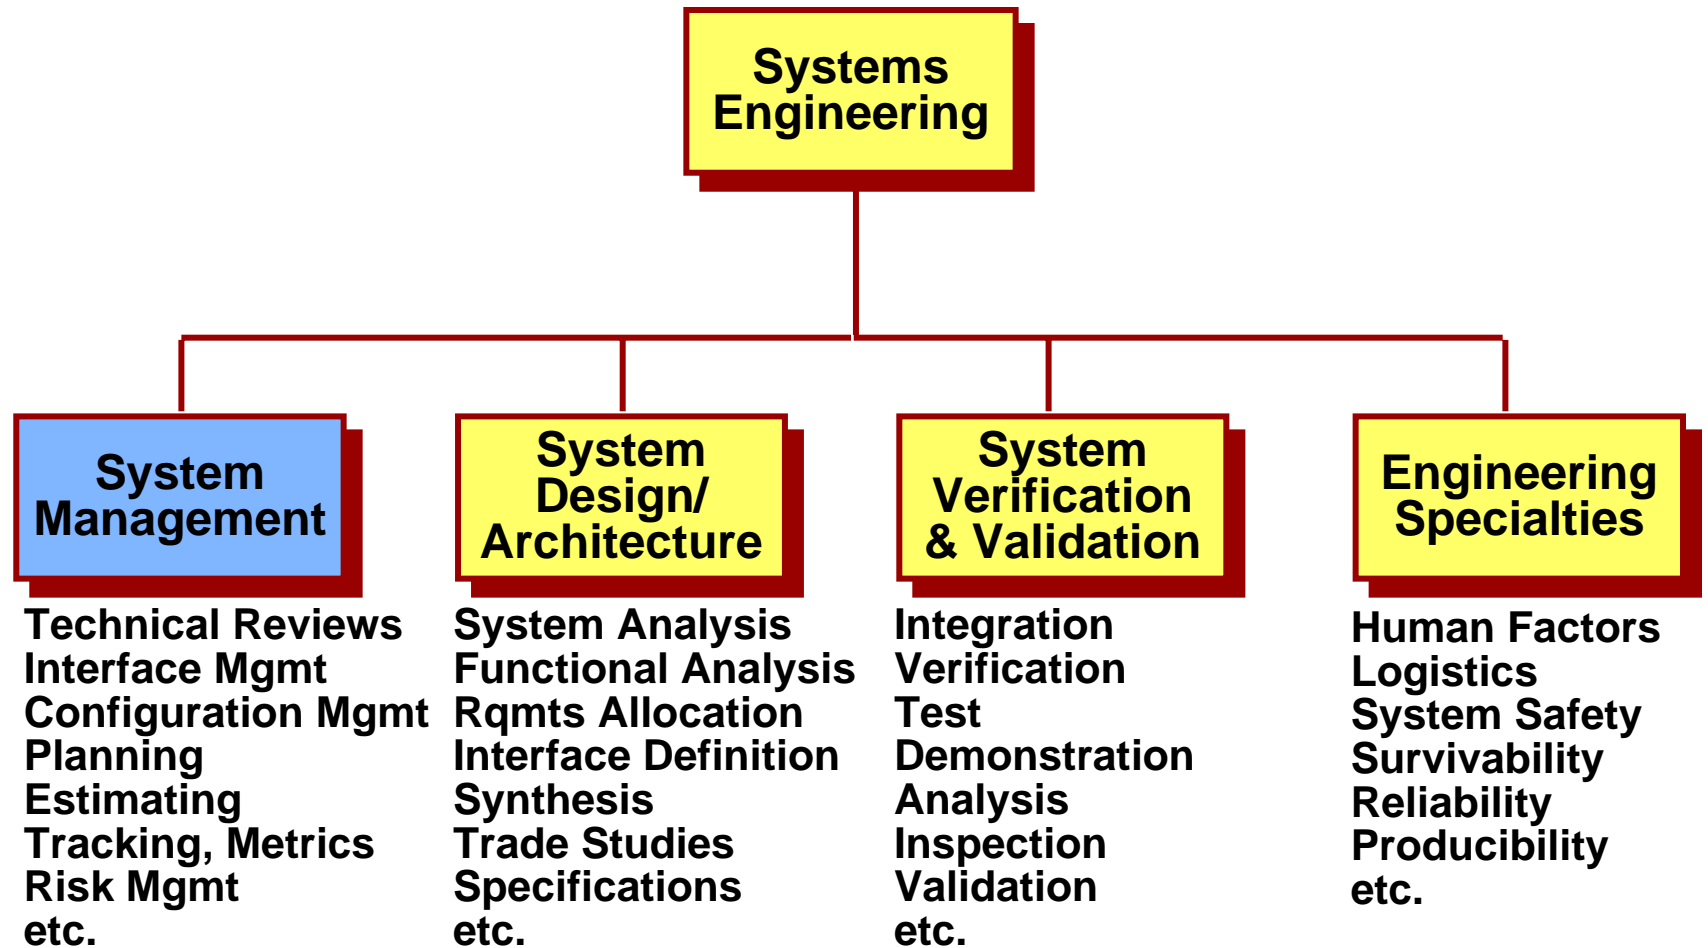 Systems
Engineering
System
Management
Technical Reviews
Interface Mgmt
Configuration Mgmt
Planning
Estimating
Tracking, Metrics
Risk Mgmt
etc.
System
Design/
Architecture
System Analysis
Functional Analysis
Rqmts Allocation
Interface Definition
Synthesis
Trade Studies
Specifications
etc.
System
Verification
& Validation
Integration
Verification
Test
Demonstration
Analysis
Inspection
Validation
etc.
Engineering
Specialties
Human Factors
Logistics
System Safety
Survivability
Reliability
Producibility
etc.